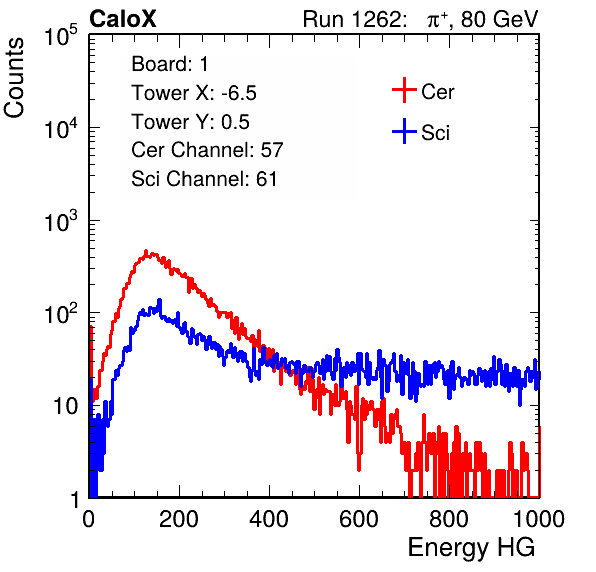 CaloX Run 1262: π⁺, 80 GeV
Counts
10⁵
10⁴
10³
10²
10
1
Board: 1
Tower X: -6.5
Tower Y: 0.5
Cer Channel: 57
Sci Channel: 61
Cer
Sci
0 200 400 600 800 1000
Energy HG